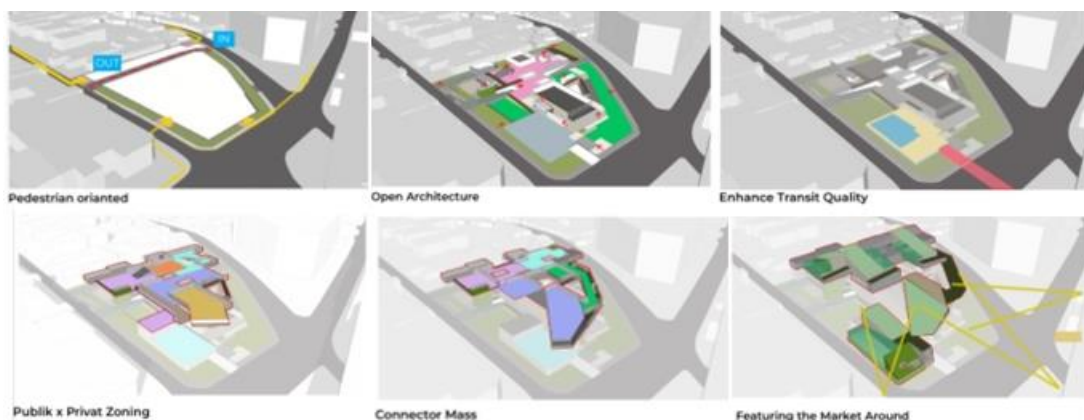 IN
OUT
Pedestrian orianted
Open Architecture
Enhance Transit Quality
Publik x Privat Zoning
Connector Mass
Featuring the Market Around